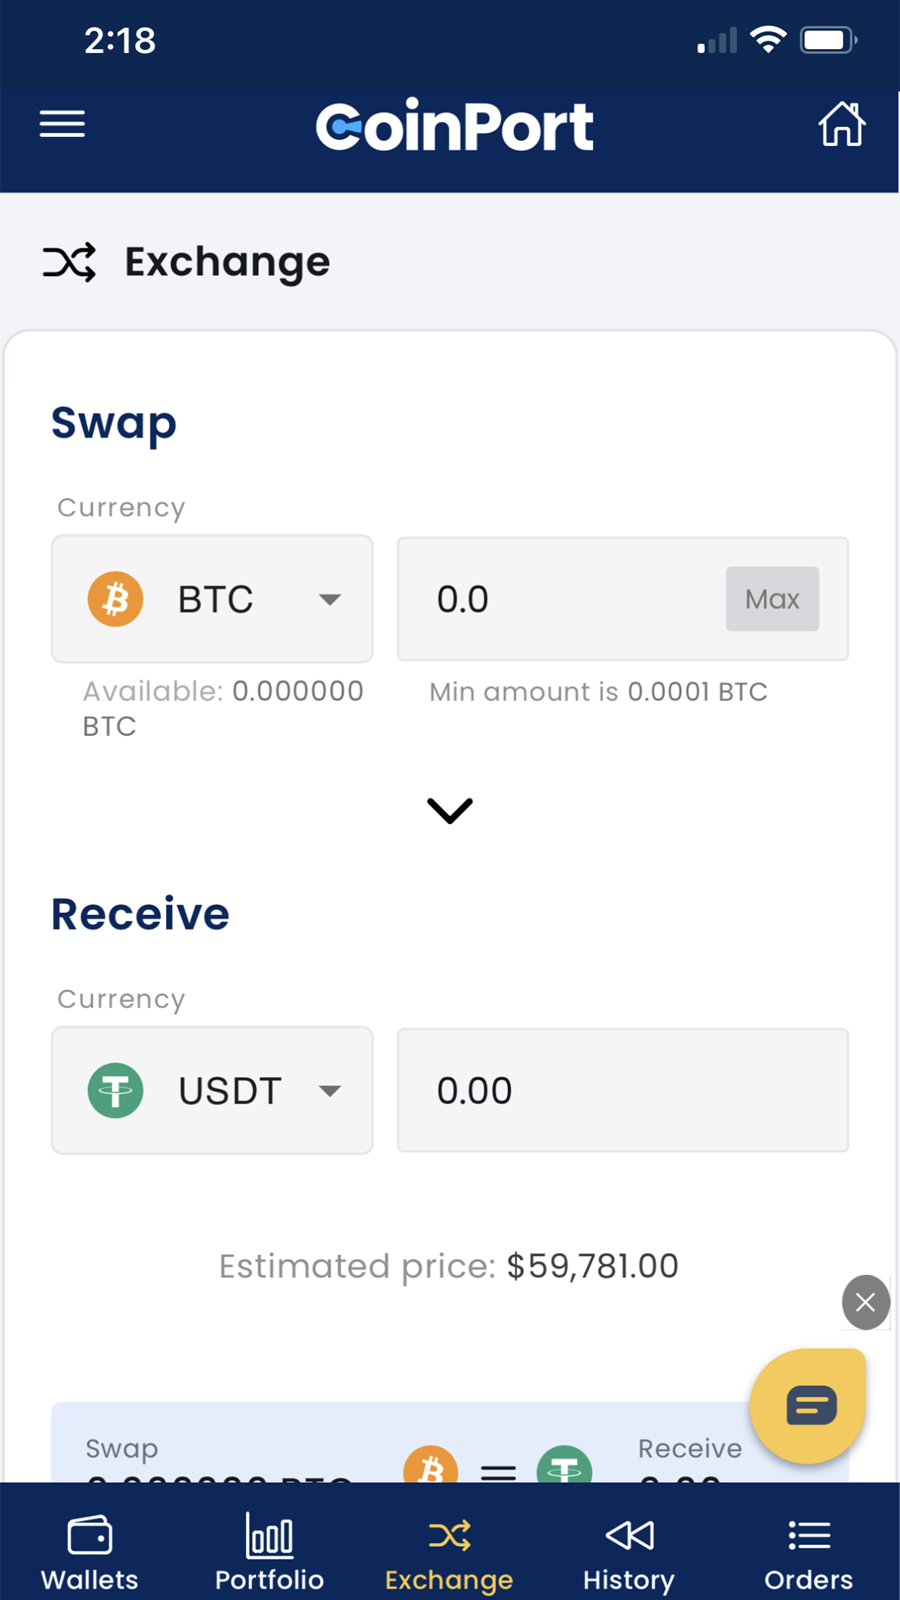 2:18
CoinPort
Exchange
Swap
Currency
BTC
0.0
Max
Available: 0.000000
BTC
Min amount is 0.0001 BTC
Receive
Currency
USDT
0.00
Estimated price: $59,781.00
Swap
Receive
Wallets
Portfolio
Exchange
History
Orders